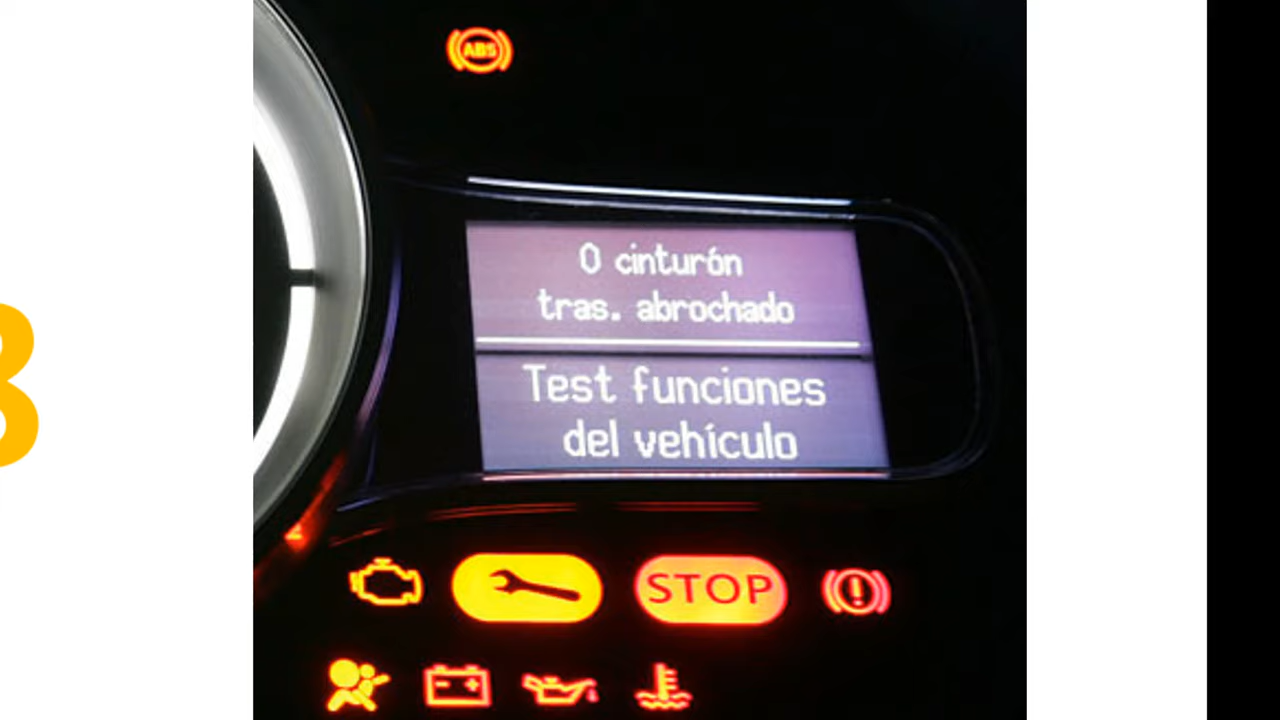 ABS
0 cinturón
tras. abrochado
Test funciones
del vehículo
STOP